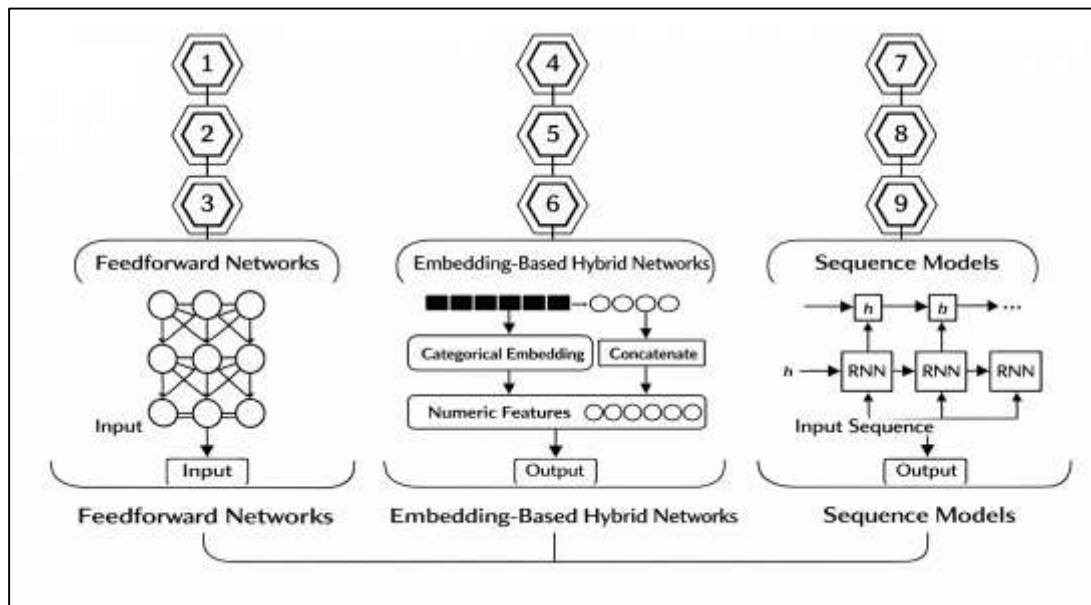 1
2
3
Feedforward Networks
Input
Input
Feedforward Networks
4
5
6
Embedding-Based Hybrid Networks
Categorical Embedding
Concatenate
Numeric Features
Output
Embedding-Based Hybrid Networks
7
8
9
Sequence Models
h
h
...
h
RNN
RNN
RNN
Input Sequence
Output
Sequence Models